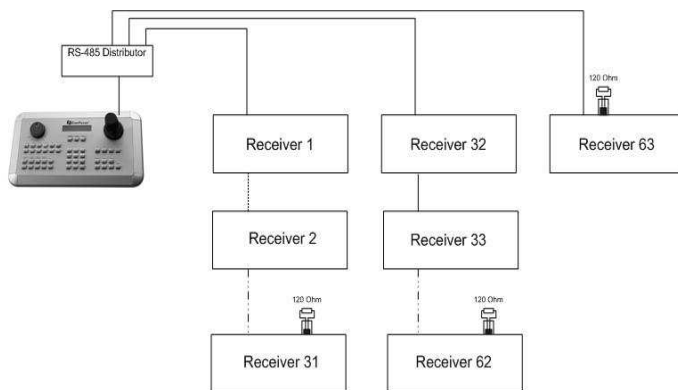 RS-485 Distributor
120 Ohm
Receiver 1
Receiver 32
Receiver 63
Receiver 2
Receiver 33
120 Ohm
120 Ohm
Receiver 31
Receiver 62